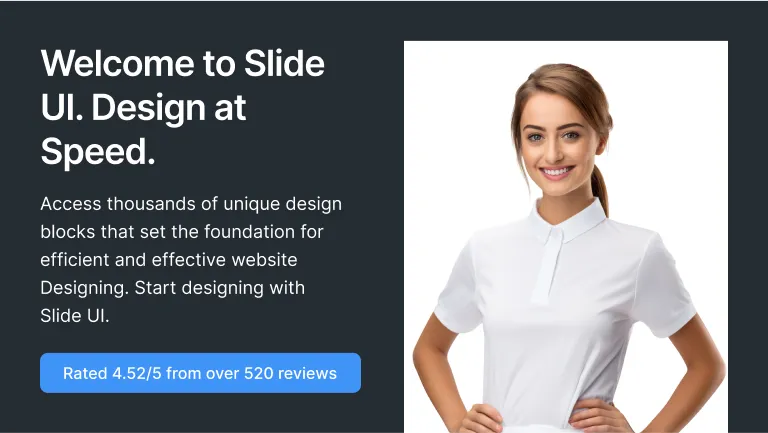 Welcome to Slide
UI. Design at
Speed.
Access thousands of unique design
blocks that set the foundation for
efficient and effective website
Designing. Start designing with
Slide UI.
Rated 4.52/5 from over 520 reviews